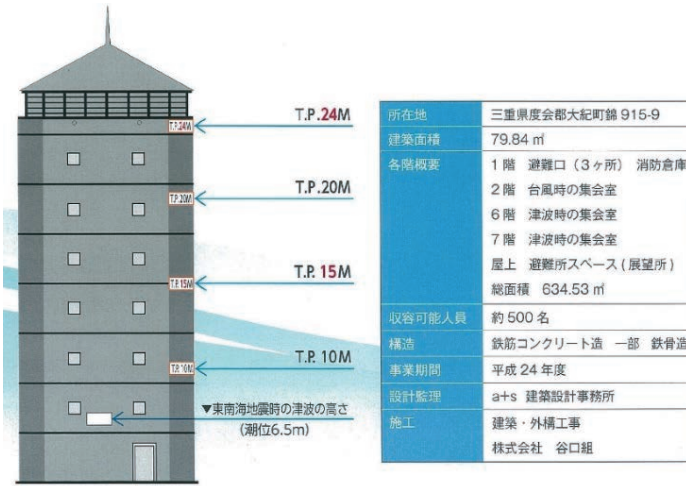 T.P.24M
T.P.24M
T.P.20M
T.P.20M
T.P.15M
T.P.15M
T.P.10M
T.P.10M
▼東南海地震時の津波の高さ
(潮位6.5m)
所在地 三重県度会郡大紀町錦 915-9
建築面積 79.84 ㎡
各階概要 1 階 避難口（3ヶ所） 消防倉庫
2 階 台風時の集会室
6 階 津波時の集会室
7 階 津波時の集会室
屋上 避難所スペース(展望所)
総面積 634.53 ㎡
収容可能人員 約 500 名
構造 鉄筋コンクリート造 一部 鉄骨造
事業期間 平成 24 年度
設計監理 a+s 建築設計事務所
施工 建築・外構工事
株式会社 谷口組